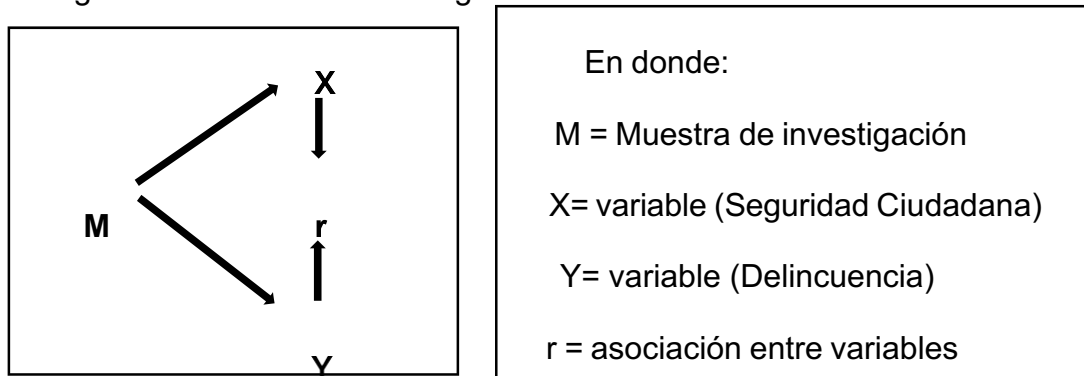 X
M
r
Y
En donde:
M = Muestra de investigación
X= variable (Seguridad Ciudadana)
Y= variable (Delincuencia)
r = asociación entre variables